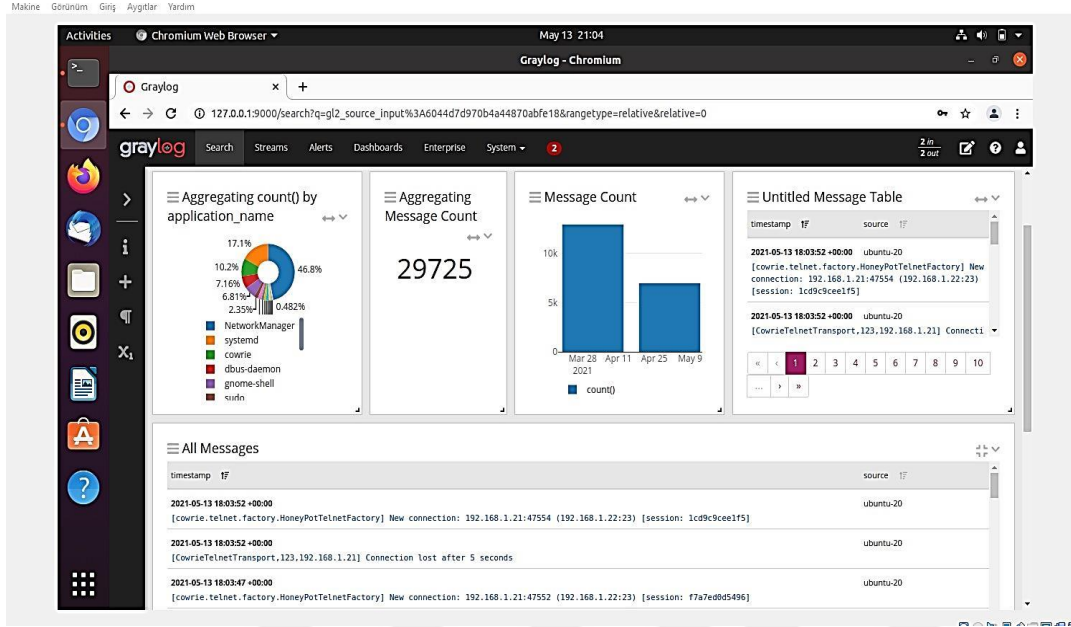 Makine Görünüm Giriş Aygıtlar Yardım
Activities Chromium Web Browser May 13 21:04
Graylog - Chromium
Graylog
127.0.0.1:9000/search?q=gl2_source_input%3A6044d7d970b4a44870abfe18&rangetype=relative&relative=0
graylog Search Streams Alerts Dashboards Enterprise System 2 2 in
2 out
Aggregating count() by
application_name
17.1%
10.2%
46.8%
7.16%
6.81%
2.35%
0.482%
NetworkManager
systemd
cowrie
dbus-daemon
gnome-shell
sudo
Aggregating
Message Count
29725
Message Count
10k
5k
0
Mar 28 Apr 11 Apr 25 May 9
2021
count()
Untitled Message Table
timestamp source
2021-05-13 18:03:52 +00:00 ubuntu-20
[cowrie.telnet.factory.HoneyPotTelnetFactory] New
connection: 192.168.1.21:47554 (192.168.1.22:23)
[session: 1cd9c9cee1f5]
2021-05-13 18:03:52 +00:00 ubuntu-20
[CowrieTelnetTransport,123,192.168.1.21] Connecti
« ‹ 1 2 3 4 5 6 7 8 9 10
... › »
All Messages
timestamp source
2021-05-13 18:03:52 +00:00 ubuntu-20
[cowrie.telnet.factory.HoneyPotTelnetFactory] New connection: 192.168.1.21:47554 (192.168.1.22:23) [session: 1cd9c9cee1f5]
2021-05-13 18:03:52 +00:00 ubuntu-20
[CowrieTelnetTransport,123,192.168.1.21] Connection lost after 5 seconds
2021-05-13 18:03:47 +00:00 ubuntu-20
[cowrie.telnet.factory.HoneyPotTelnetFactory] New connection: 192.168.1.21:47552 (192.168.1.22:23) [session: f7a7ed0d5496]